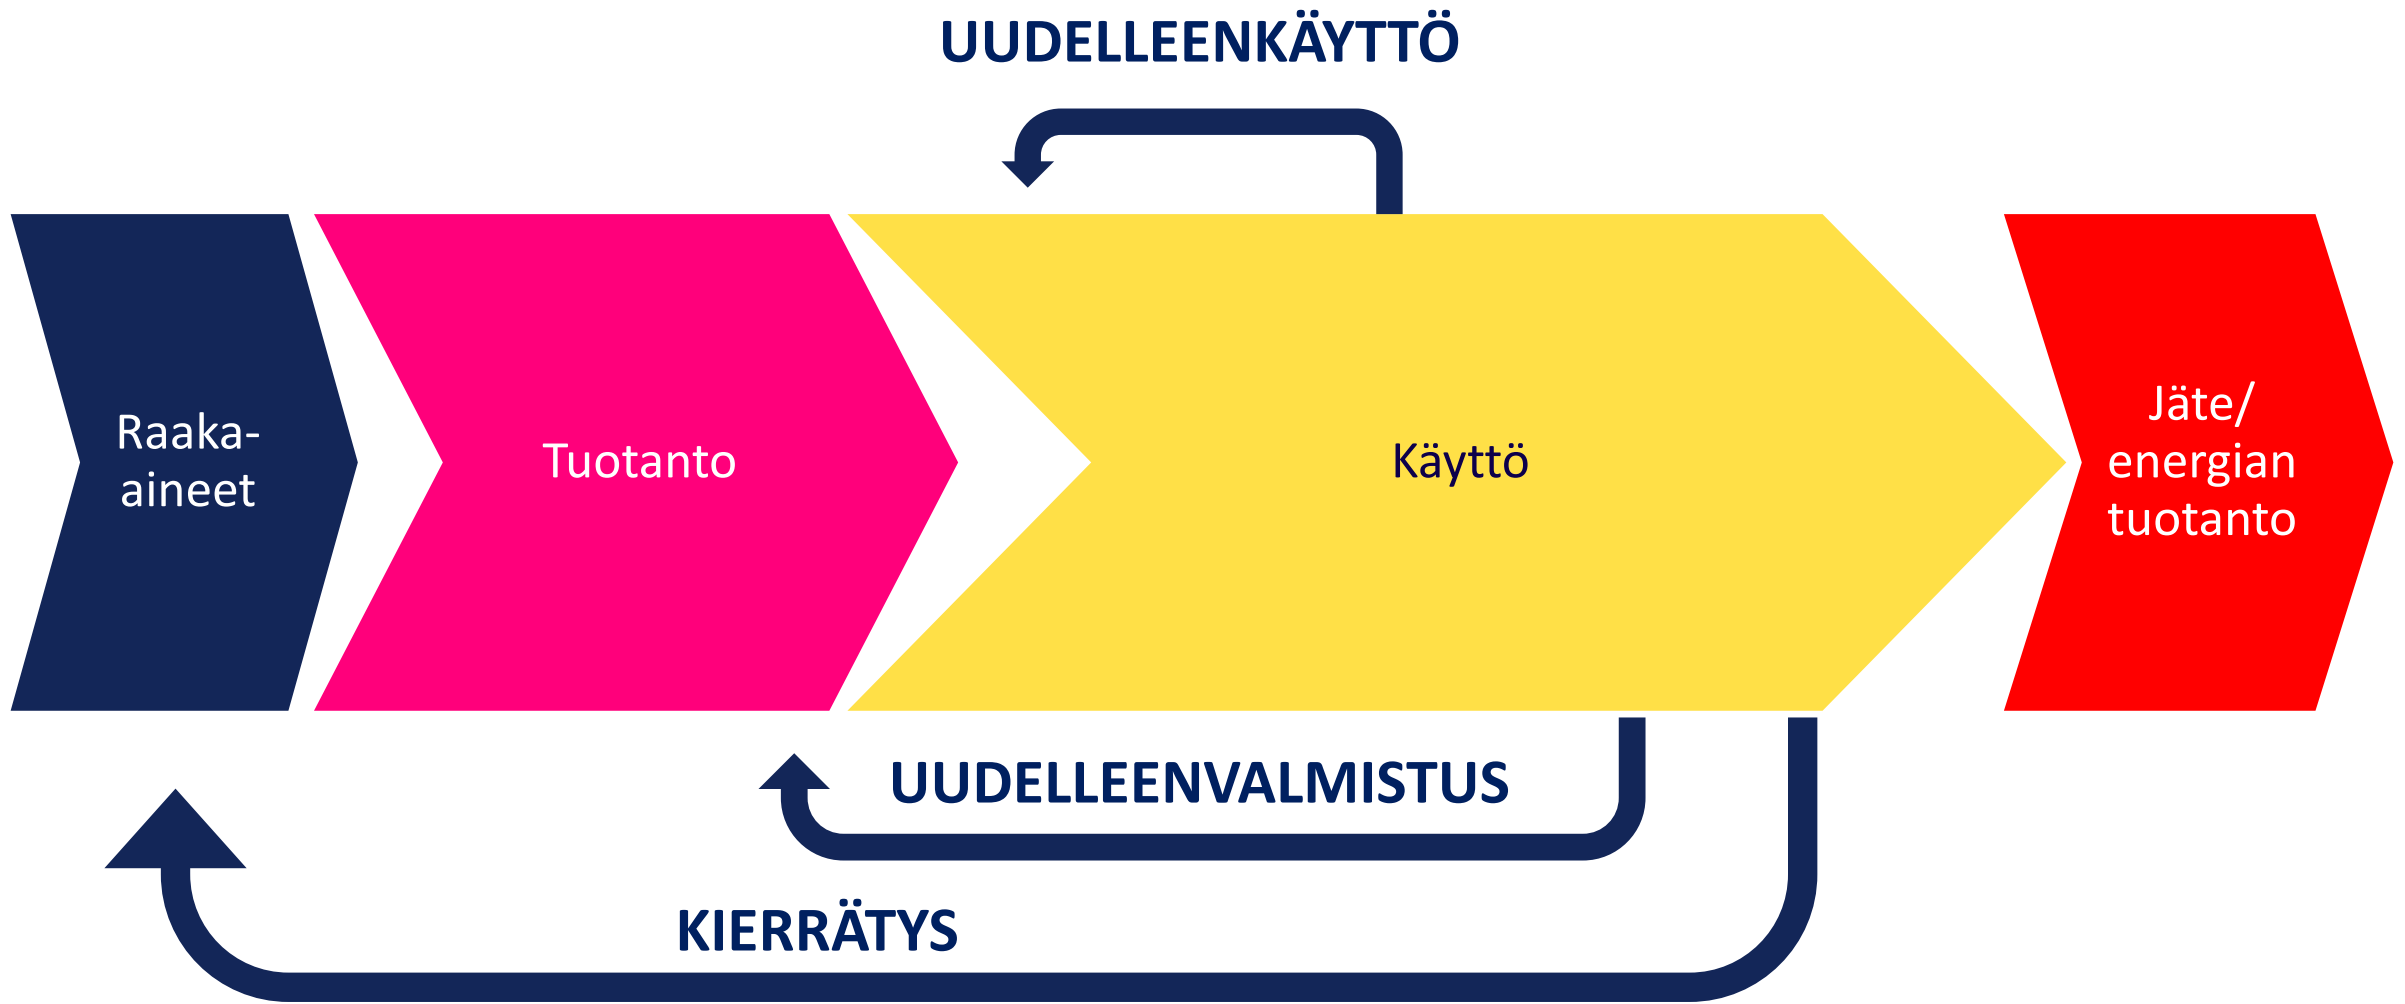 UUDELLEENKÄYTTÖ
Raaka-
aineet
Tuotanto
Käyttö
Jäte/
energian
tuotanto
UUDELLEENVALMISTUS
KIERRÄTYS